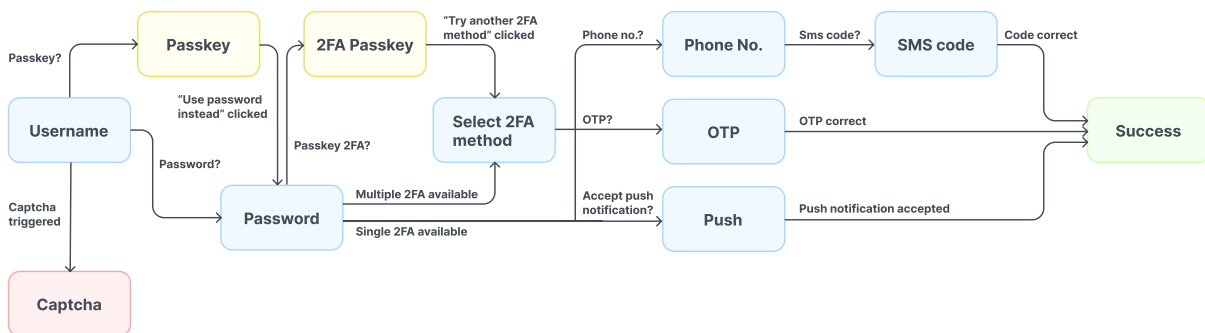 Passkey?
Passkey
2FA Passkey
“Try another 2FA
method” clicked
Phone no.?
Phone No.
Sms code?
SMS code
Code correct
“Use password
instead” clicked
Username
Password?
Passkey 2FA?
Select 2FA
method
OTP?
OTP
OTP correct
Success
Captcha
triggered
Password
Multiple 2FA available
Single 2FA available
Accept push
notification?
Push
Push notification accepted
Captcha